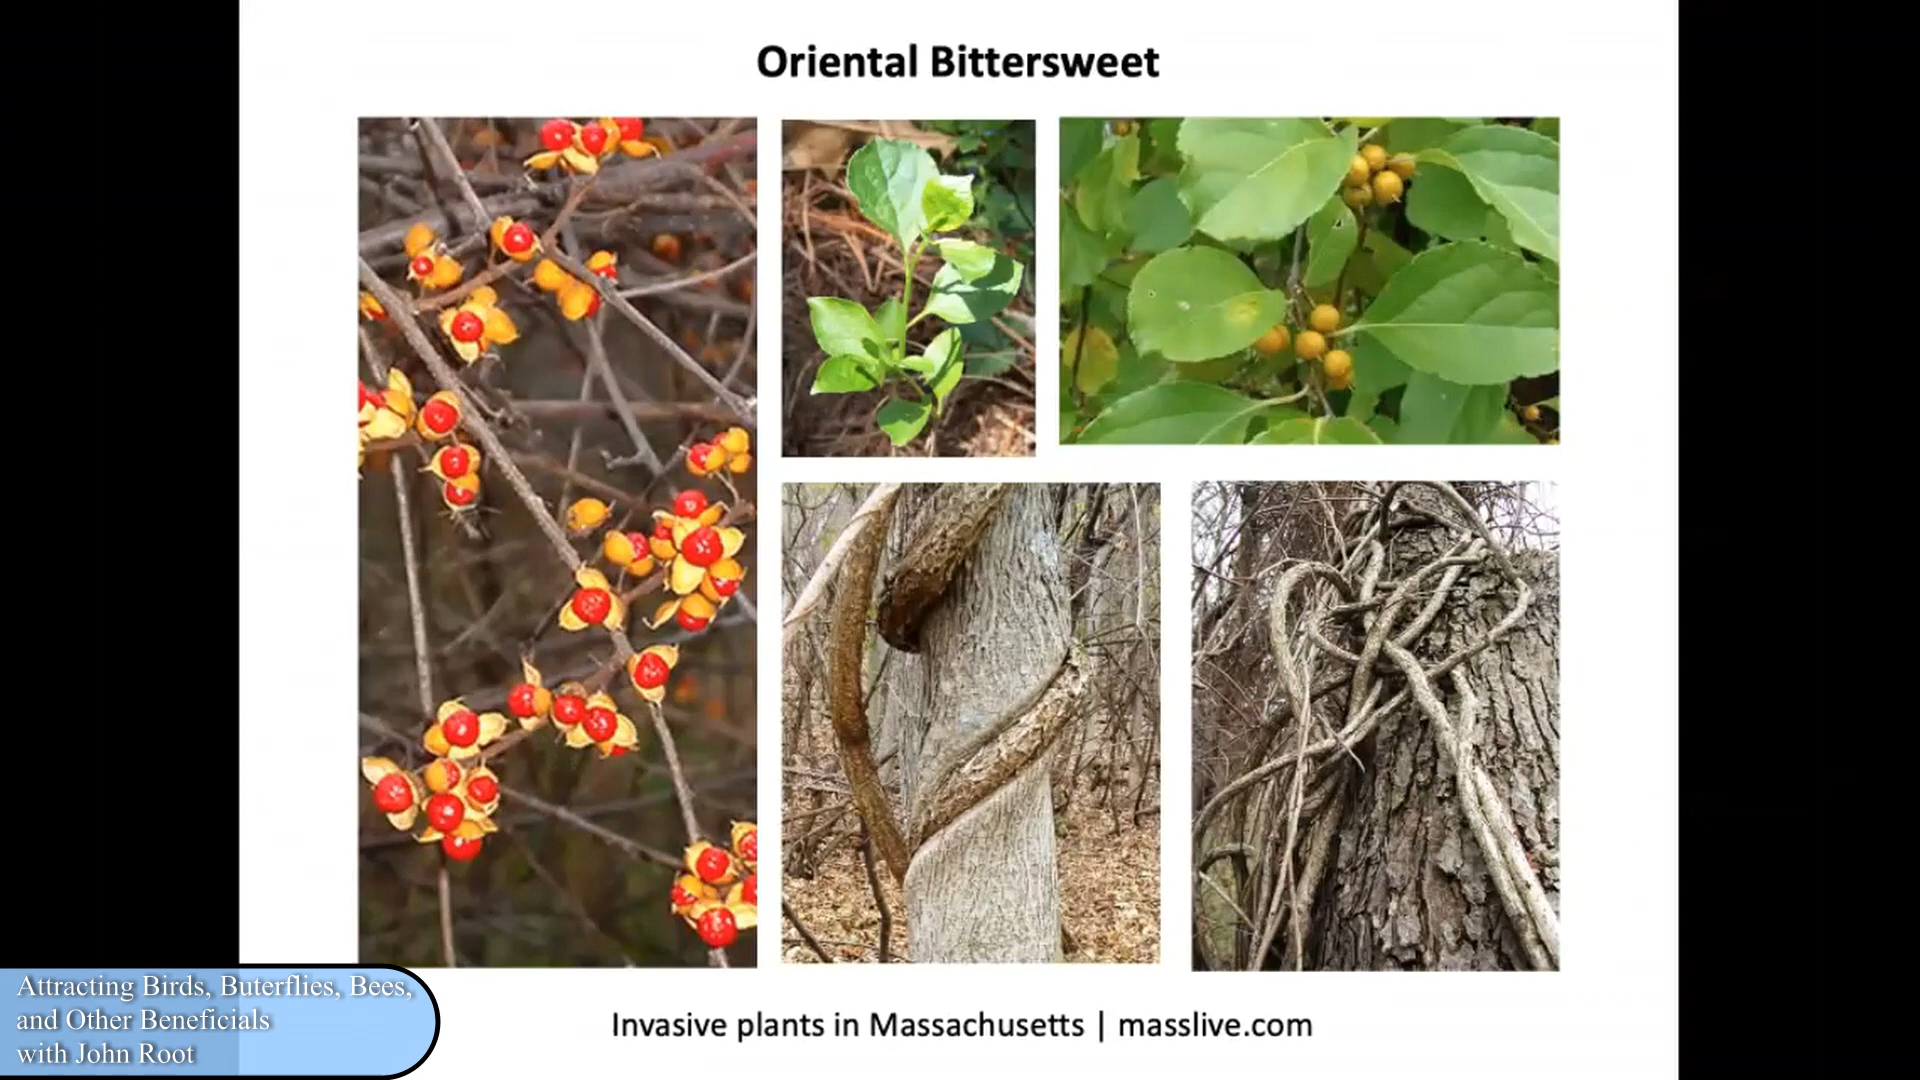 Oriental Bittersweet
Invasive plants in Massachusetts | masslive.com
Attracting Birds, Buterflies, Bees,
and Other Beneficials
with John Root